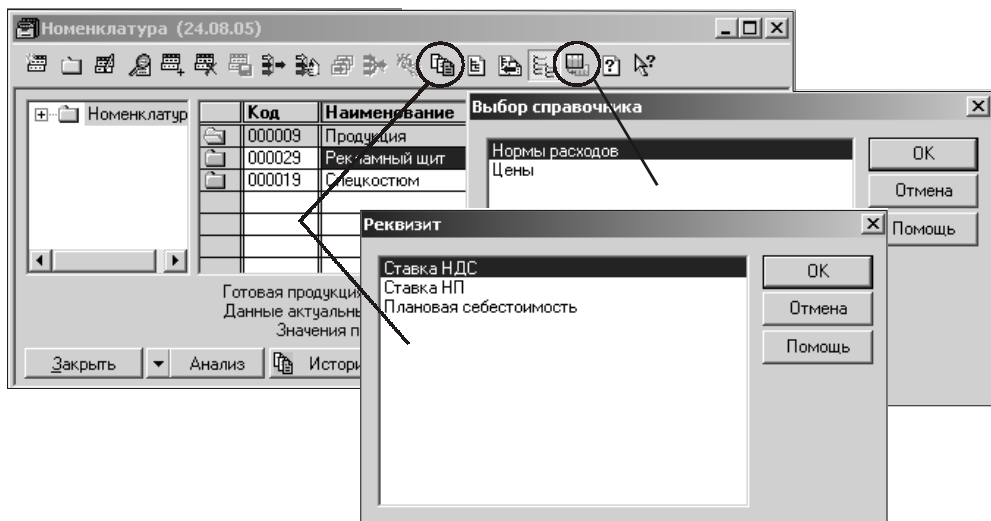 Номенклатура (24.08.05)
Номенклатур
Код Наименование
000009 Продукция
000029 Рекламный щит
000019 Спецкостюм
Готовая продукция
Данные актуальн
Значения п
Закрыть Анализ Истори
Выбор справочника
Нормы расходов
Цены
OK
Отмена
Помощь
Реквизит
Ставка НДС
Ставка НП
Плановая себестоимость
OK
Отмена
Помощь